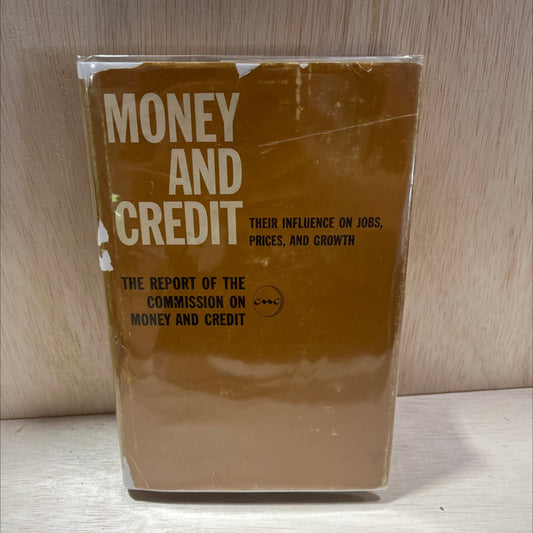 MONEY
AND
CREDIT
THEIR INFLUENCE ON JOBS,
PRICES, AND GROWTH
THE REPORT OF THE
COMMISSION ON
MONEY AND CREDIT
cmc